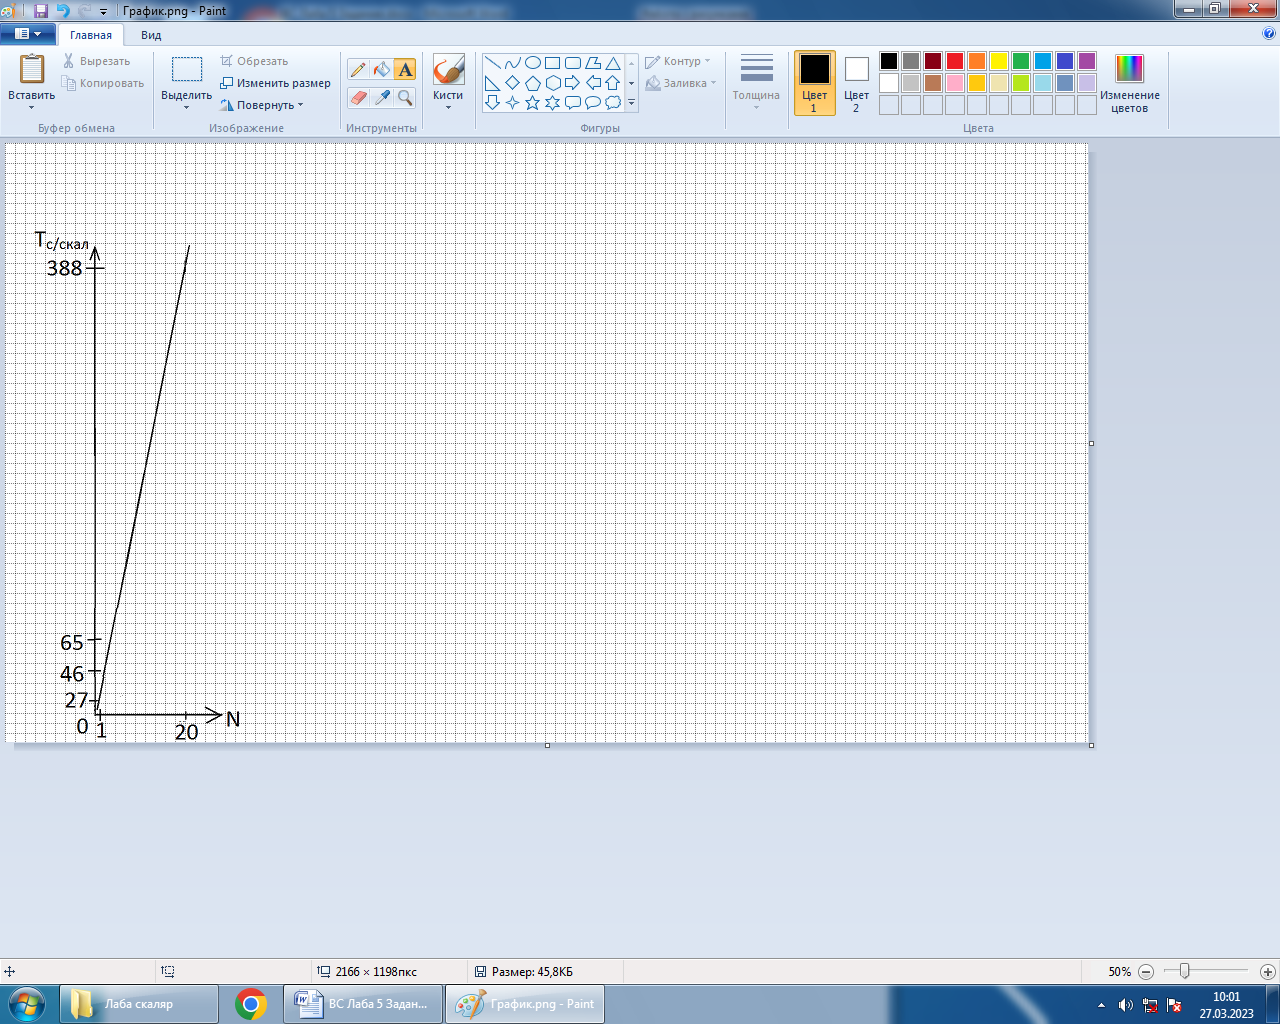 График.png - Paint
Главная
Вид
Вставить
Вырезать
Копировать
Буфер обмена
Выделить
Обрезать
Изменить размер
Повернуть
Изображение
A
Инструменты
Кисти
Фигуры
Контур
Заливка
Толщина
Цвет 1
Цвет 2
Цвета
Изменение цветов
Tс/скал
388
65
46
27
0
1
20
N
2166 × 1198пкс
Размер: 45,8КБ
50%
Лаба скаляр
ВС Лаба 5 Задан...
График.png - Paint
10:01
27.03.2023